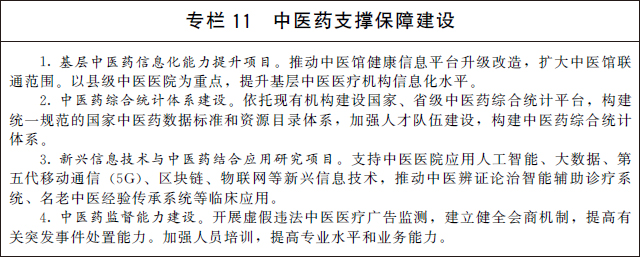 专栏 11　中医药支撑保障建设
1. 基层中医药信息化能力提升项目。推动中医馆健康信息平台升级改造，扩大中医馆联
通范围。以县级中医医院为重点，提升基层中医医疗机构信息化水平。
2. 中医药综合统计体系建设。依托现有机构建设国家、省级中医药综合统计平台，构建
统一规范的国家中医药数据标准和资源目录体系，加强人才队伍建设，构建中医药综合统计
体系。
3. 新兴信息技术与中医药结合应用研究项目。支持中医医院应用人工智能、大数据、第
五代移动通信（5G）、区块链、物联网等新兴信息技术，推动中医辨证论治智能辅助诊疗系
统、名老中医经验传承系统等临床应用。
4. 中医药监督能力建设。开展虚假违法中医医疗广告监测，建立健全会商机制，提高有
关突发事件处置能力。加强人员培训，提高专业水平和业务能力。